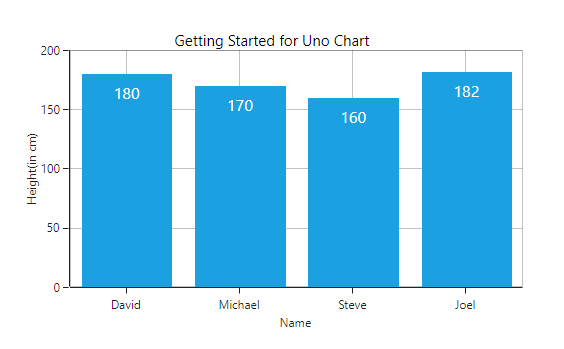 Getting Started for Uno Chart
200
150
100
50
0
Height(in cm)
180
170
160
182
David
Michael
Steve
Joel
Name